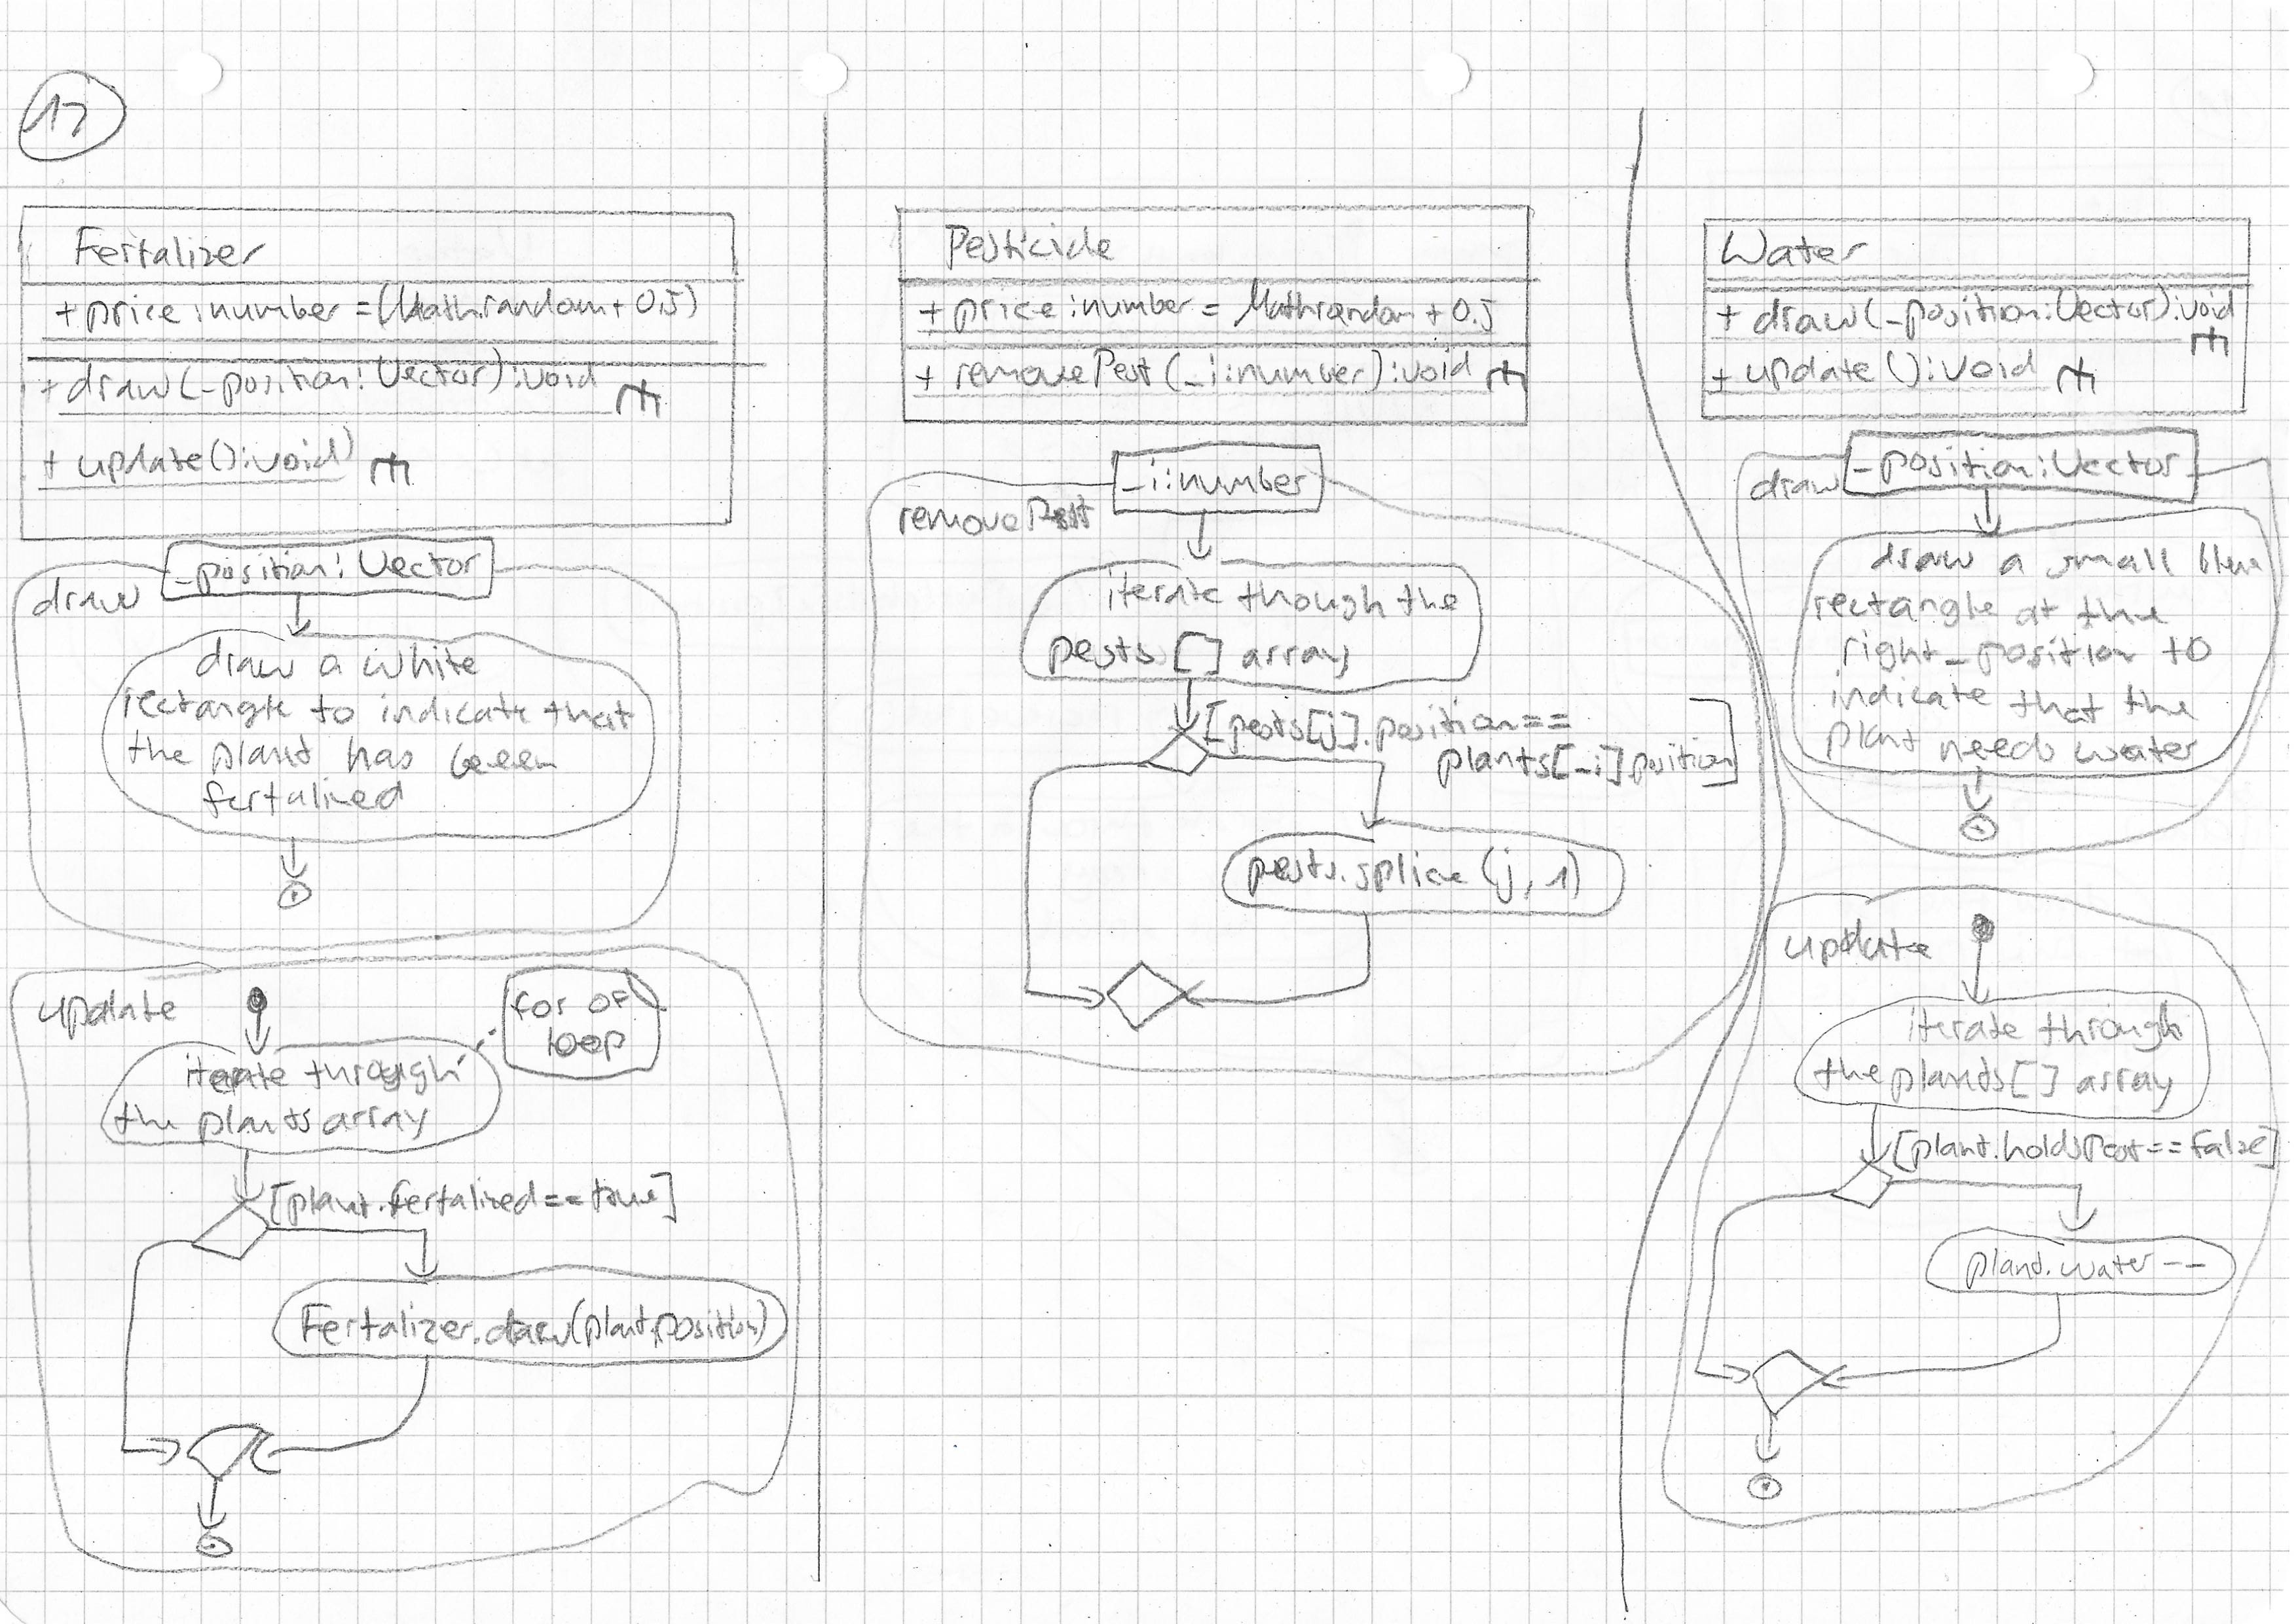 17
Fertalizer
+ price : number = (Math.random + 0.5)
+ draw (_position : Vector) : void
+ update () : void)
_position : Vector
draw
draw a white
rectangle to indicate that
the plant has been
fertalized
update
for of
loop
iterate through
the plants array
[plant.fertalized == true]
Fertalizer.draw(plant.position)
Pesticide
+ price : number = Math.random + 0.5
+ removePest (_i : number) : void
_i : number
removePest
iterate though the
pests [] array
[pests[j].position ==
plants[_i] position]
pests.splice (j, 1)
Water
+ draw (_position : Vector) : void
+ update () : void
_position : Vector
draw
draw a small blue
rectangle at the
right _position to
indicate that the
plant needs water
update
iterate through
the plants [] array
[plant.holdsPest == false]
plant.water --